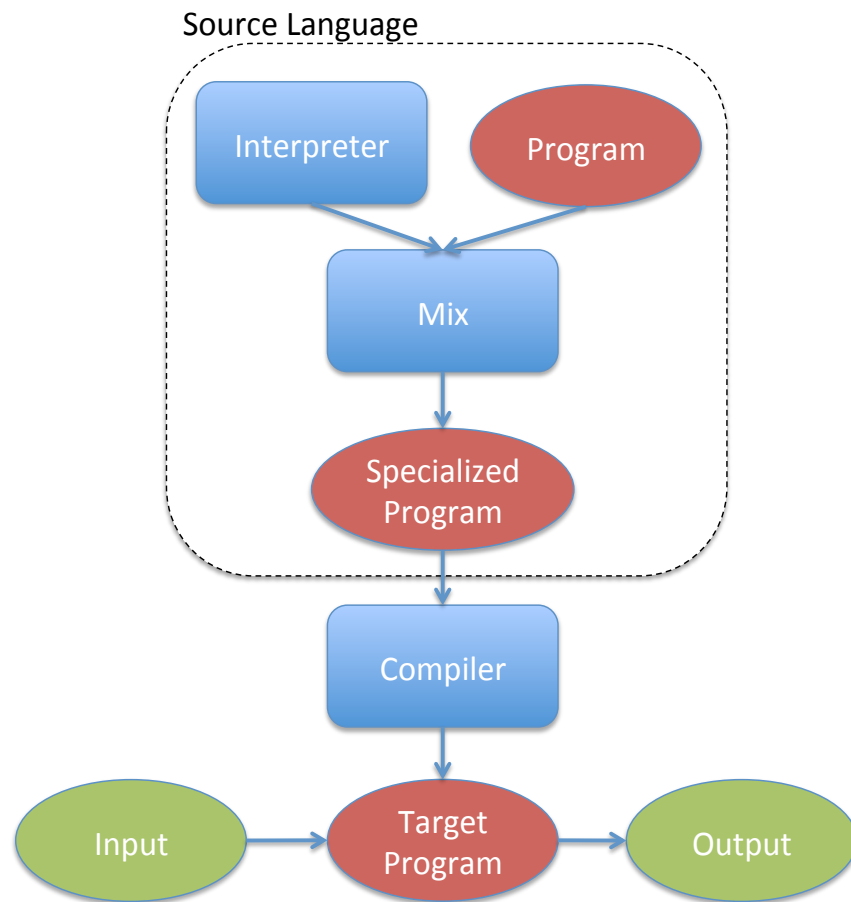 Source Language
Interpreter
Program
Mix
Specialized
Program
Compiler
Input
Target
Program
Output